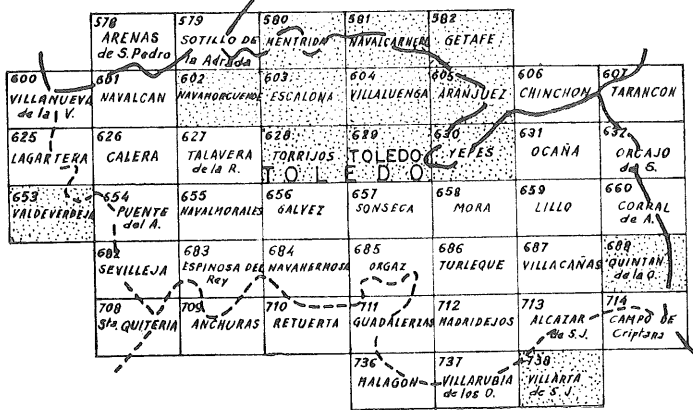 578 579 580 581 582
ARENAS de S. Pedro
SOTILLO DE la Adrada
MENTRIDA
NAVALCARNERO
GETAFE
600 601 602 603 604 605 606 607
VILLANUEVA de la V.
NAVALCAN
NAVAMORCUENDE
ESCALONA
VILLALUENGA
ARANJUEZ
CHINCHON
TARANCON
625 626 627 628 629 630 631 632
LAGARTERA
CALERA
TALAVERA de la R.
TORRIJOS
TOLEDO
YEPES
OCAÑA
ORCAJO de S.
TOLEDO
653 654 655 656 657 658 659 660
VALDEVERDEJA
PUENTE del A.
NAVALMORALES
GALVEZ
SONSECA
MORA
LILLO
CORRAL de A.
682 683 684 685 686 687 688
SEVILLEJA
ESPINOSA DEL Rey
NAVAHERMOSA
ORGAZ
TURLEQUE
VILLACAÑAS
QUINTAN de la O.
708 709 710 711 712 713 714
Sta. QUITERIA
ANCHURAS
RETUERTA
GUADALERZAS
MADRIDEJOS
ALCAZAR de S.J.
CAMPO DE Criptana
736 737 738
MALAGON
VILLARUBIA de los O.
VILLARTA de S.J.